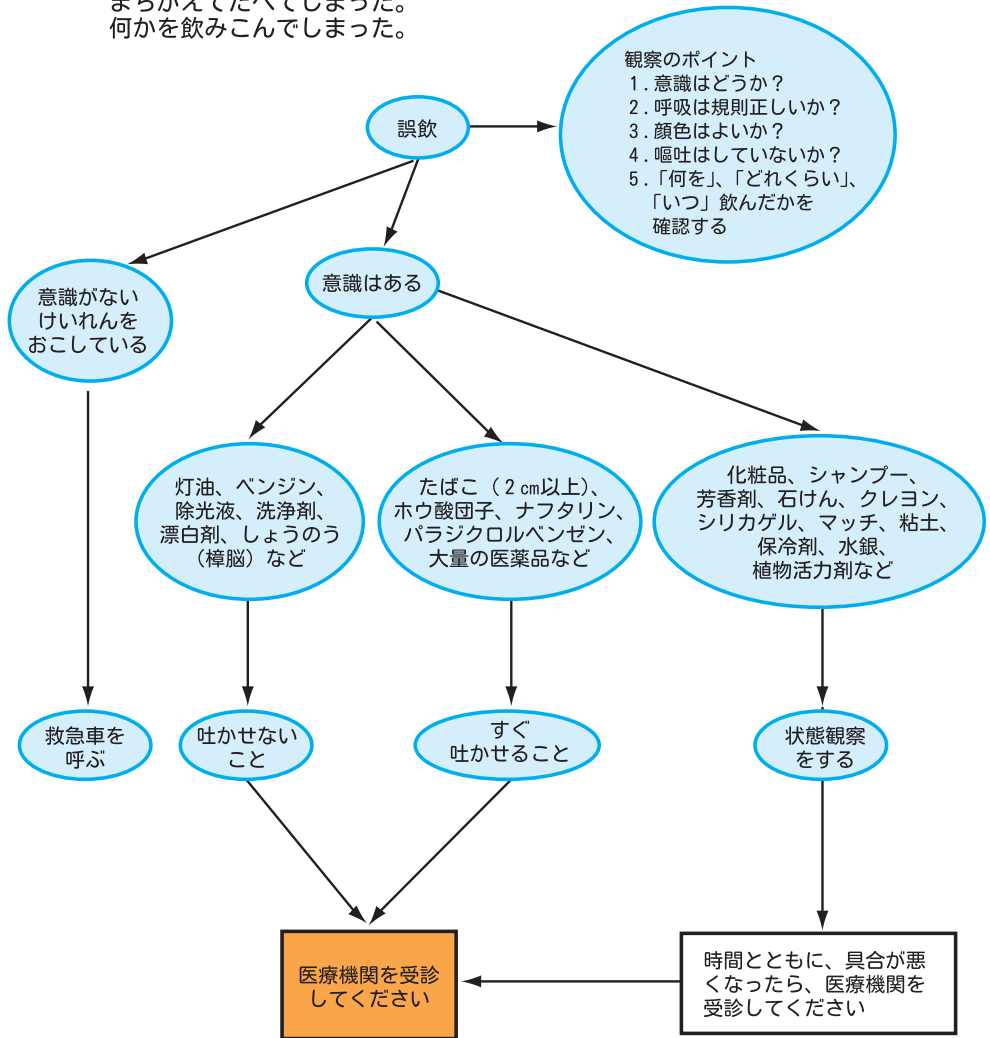 まちがえてたべてしまった。
何かを飲みこんでしまった。
誤飲
観察のポイント
1．意識はどうか？
2．呼吸は規則正しいか？
3．顔色はよいか？
4．嘔吐はしていないか？
5．「何を」、「どれくらい」、
「いつ」飲んだかを
確認する
意識がない
けいれんを
おこしている
意識はある
灯油、ベンジン、
除光液、洗浄剤、
漂白剤、しょうのう
（樟脳）など
たばこ（２㎝以上）、
ホウ酸団子、ナフタリン、
パラジクロルベンゼン、
大量の医薬品など
化粧品、シャンプー、
芳香剤、石けん、クレヨン、
シリカゲル、マッチ、粘土、
保冷剤、水銀、
植物活力剤など
救急車を
呼ぶ
吐かせない
こと
すぐ
吐かせること
状態観察
をする
医療機関を受診
してください
時間とともに、具合が悪
くなったら、医療機関を
受診してください